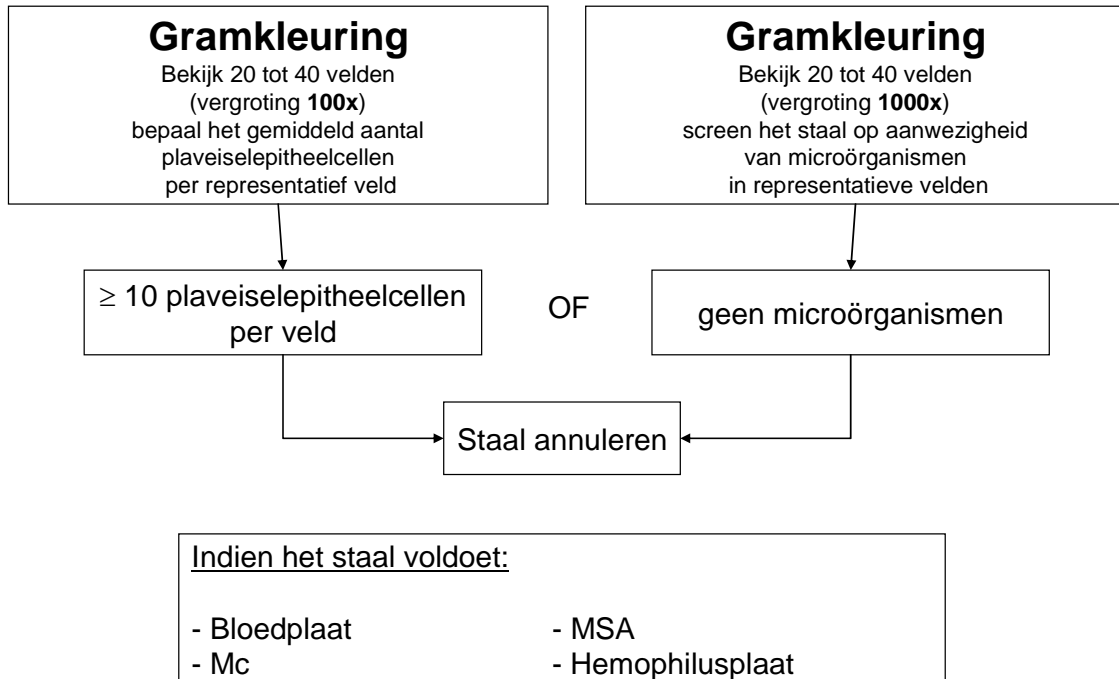 Gramkleuring
Bekijk 20 tot 40 velden
(vergroting 100x)
bepaal het gemiddeld aantal
plaveiselepitheelcellen
per representatief veld
Gramkleuring
Bekijk 20 tot 40 velden
(vergroting 1000x)
screen het staal op aanwezigheid
van microörganismen
in representatieve velden
≥ 10 plaveiselepitheelcellen
per veld
OF
geen microörganismen
Staal annuleren
Indien het staal voldoet:
- Bloedplaat - MSA
- Mc - Hemophilusplaat